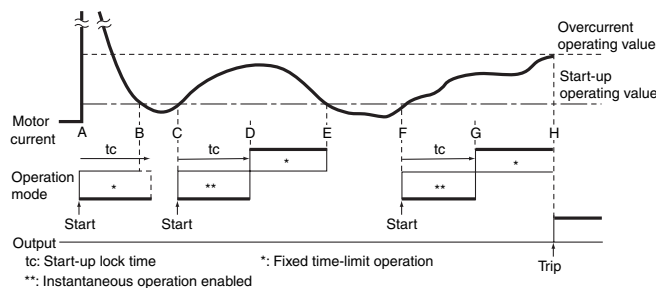 Overcurrent
operating value
Start-up
operating value
Motor
current
A B C D E F G H
tc tc tc
Operation
mode
* ** * ** *
Start Start Start
Output
Trip
tc: Start-up lock time *: Fixed time-limit operation
**: Instantaneous operation enabled